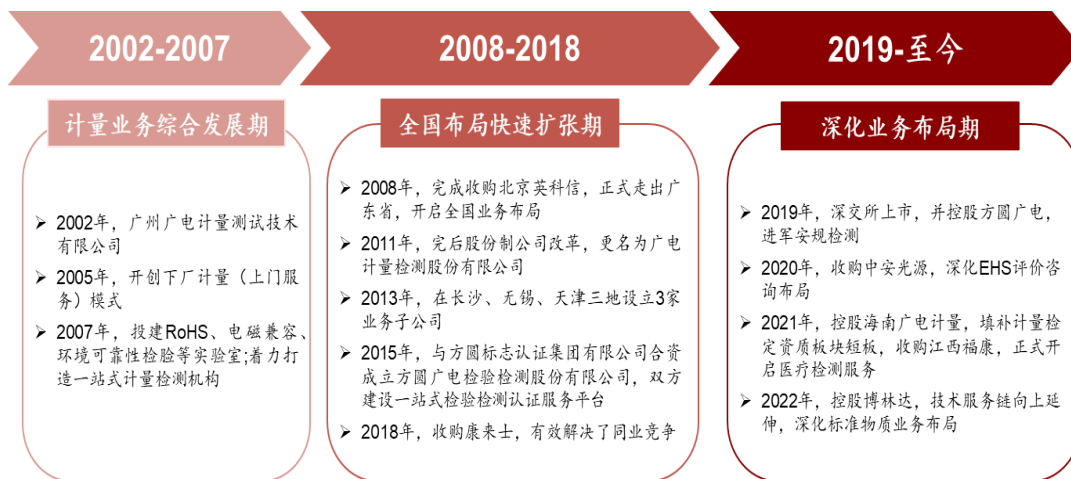 2002-2007
2008-2018
2019-至今
计量业务综合发展期
➢ 2002年，广州广电计量测试技术
有限公司
➢ 2005年，开创下厂计量（上门服
务）模式
➢ 2007年，投建RoHS、电磁兼容、
环境可靠性检验等实验室;着力打
造一站式计量检测机构
全国布局快速扩张期
➢ 2008年，完成收购北京英科信，正式走出广
东省，开启全国业务布局
➢ 2011年，完后股份制公司改革，更名为广电
计量检测股份有限公司
➢ 2013年，在长沙、无锡、天津三地设立3家
业务子公司
➢ 2015年，与方圆标志认证集团有限公司合资
成立方圆广电检验检测股份有限公司，双方
建设一站式检验检测认证服务平台
➢ 2018年，收购康来士，有效解决了同业竞争
深化业务布局期
➢ 2019年，深交所上市，并控股方圆广电，
进军安规检测
➢ 2020年，收购中安光源，深化EHS评价咨
询布局
➢ 2021年，控股海南广电计量，填补计量检
定资质板块短板，收购江西福康，正式开
启医疗检测服务
➢ 2022年，控股博林达，技术服务链向上延
伸，深化标准物质业务布局